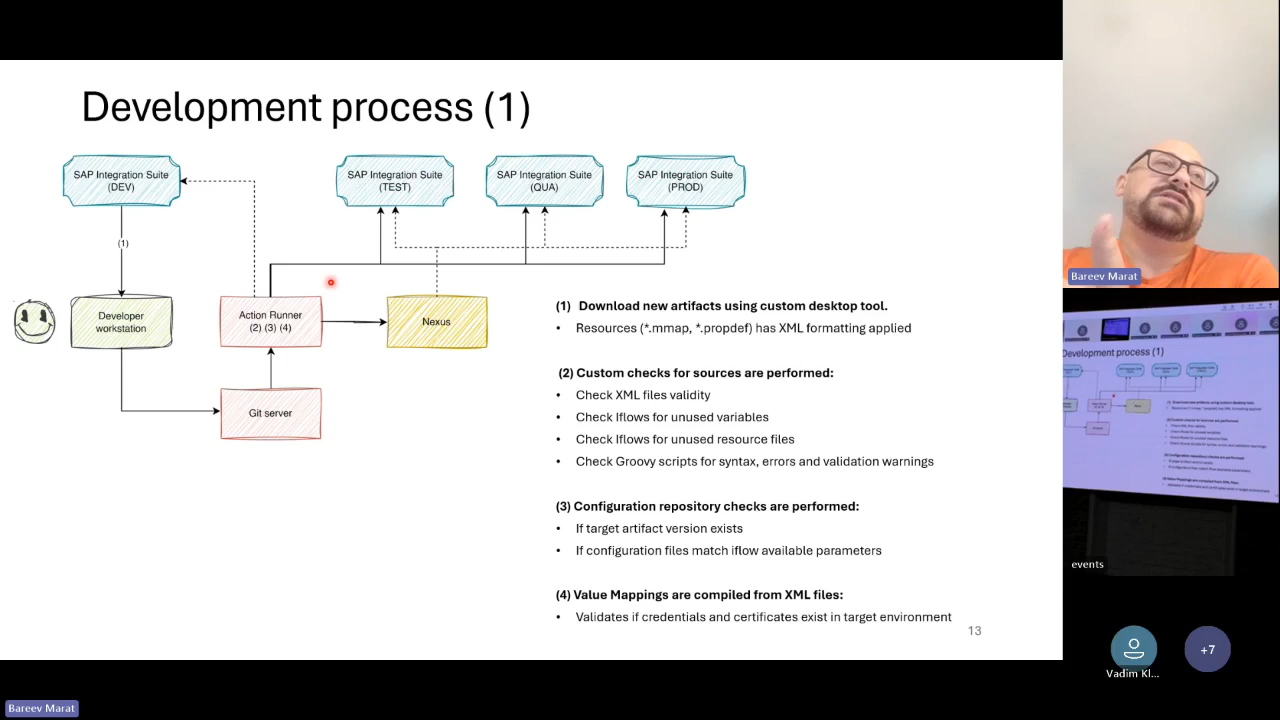 Development process (1)
SAP Integration Suite
(DEV)
SAP Integration Suite
(TEST)
SAP Integration Suite
(QUA)
SAP Integration Suite
(PROD)
(1)
Developer
workstation
Action Runner
(2) (3) (4)
Nexus
Git server
(1) Download new artifacts using custom desktop tool.
• Resources (*.mmap, *.propdef) has XML formatting applied
(2) Custom checks for sources are performed:
• Check XML files validity
• Check Iflows for unused variables
• Check Iflows for unused resource files
• Check Groovy scripts for syntax, errors and validation warnings
(3) Configuration repository checks are performed:
• If target artifact version exists
• If configuration files match iflow available parameters
(4) Value Mappings are compiled from XML files:
• Validates if credentials and certificates exist in target environment
13
Bareev Marat
Development process (1)
events
Vadim Kl...
+7
Bareev Marat